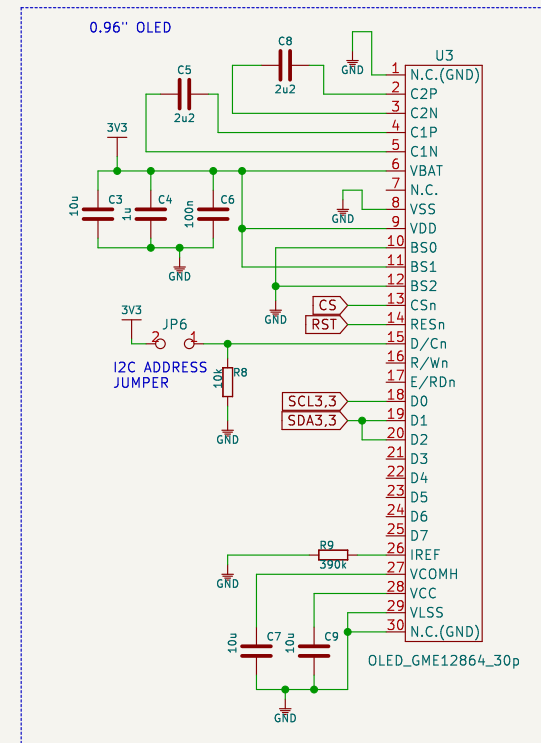 0.96" OLED
C8
2u2
GND
U3
C5
2u2
3V3
10u
C3
1u
C4
100n
C6
GND
GND
GND
CS
RST
3V3
JP6
2
1
I2C ADDRESS
JUMPER
10k
R8
GND
SCL3,3
SDA3,3
R9
390k
GND
10u
C7
10u
C9
GND
1 N.C.(GND)
2 C2P
3 C2N
4 C1P
5 C1N
6 VBAT
7 N.C.
8 VSS
9 VDD
10 BS0
11 BS1
12 BS2
13 CSn
14 RESn
15 D/Cn
16 R/Wn
17 E/RDn
18 D0
19 D1
20 D2
21 D3
22 D4
23 D5
24 D6
25 D7
26 IREF
27 VCOMH
28 VCC
29 VLSS
30 N.C.(GND)
OLED_GME12864_30p